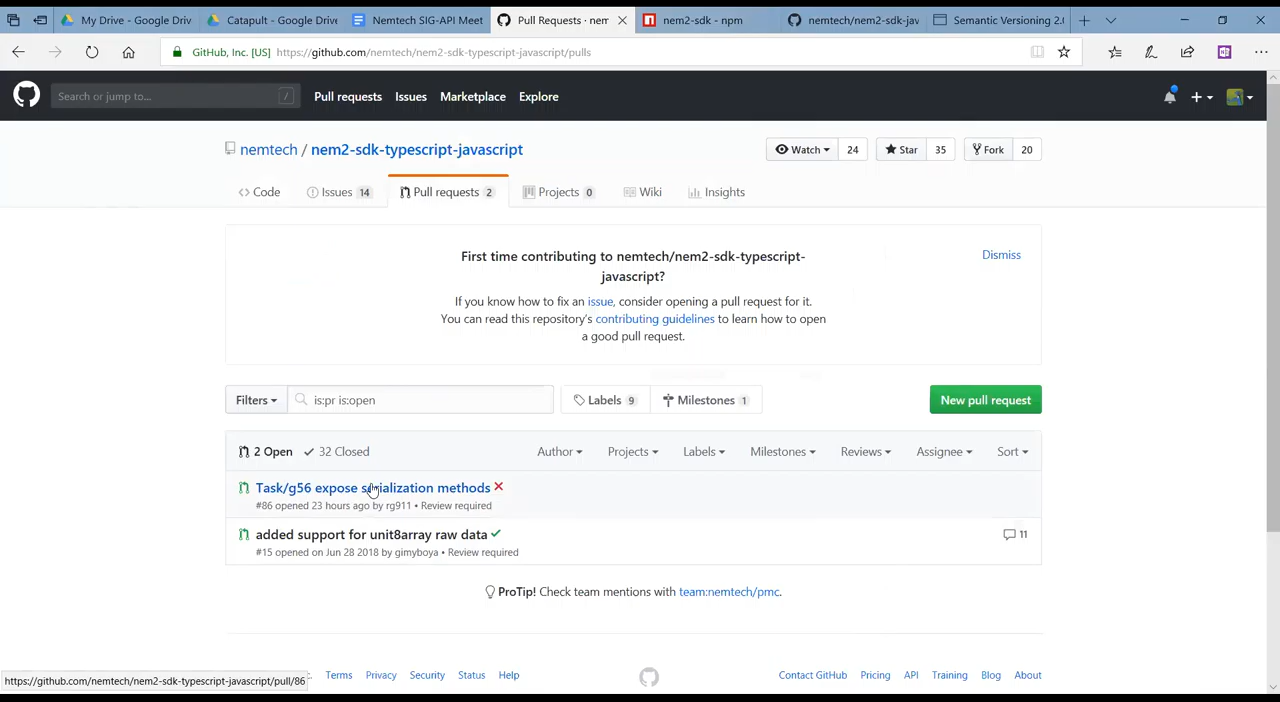 My Drive - Google Driv
Catapult - Google Drive
Nemtech SIG-API Meet
Pull Requests · nem
nem2-sdk - npm
nemtech/nem2-sdk-jav
Semantic Versioning 2.
GitHub, Inc. [US] https://github.com/nemtech/nem2-sdk-typescript-javascript/pulls
Search or jump to... /
Pull requests Issues Marketplace Explore
nemtech / nem2-sdk-typescript-javascript
Watch 24 Star 35 Fork 20
Code Issues 14 Pull requests 2 Projects 0 Wiki Insights
First time contributing to nemtech/nem2-sdk-typescript-
javascript?
Dismiss
If you know how to fix an issue, consider opening a pull request for it.
You can read this repository's contributing guidelines to learn how to open
a good pull request.
Filters is:pr is:open Labels 9 Milestones 1 New pull request
2 Open 32 Closed Author Projects Labels Milestones Reviews Assignee Sort
Task/g56 expose serialization methods
#86 opened 23 hours ago by rg911 • Review required
added support for unit8array raw data 11
#15 opened on Jun 28 2018 by gimyboya • Review required
ProTip! Check team mentions with team:nemtech/pmc.
Terms Privacy Security Status Help Contact GitHub Pricing API Training Blog About
https://github.com/nemtech/nem2-sdk-typescript-javascript/pull/86